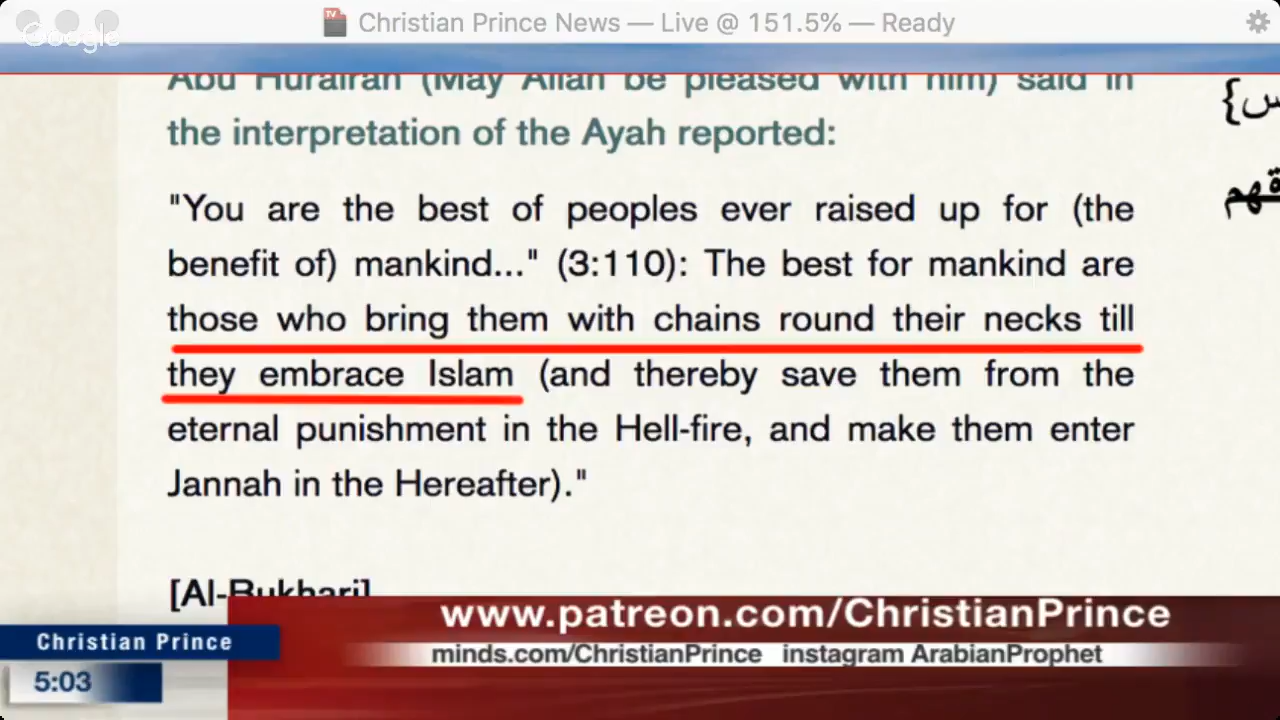 TV
Christian Prince News — Live @ 151.5% — Ready
Google
Abu Hurairah (May Allah be pleased with him) said in
the interpretation of the Ayah reported:
"You are the best of peoples ever raised up for (the
benefit of) mankind..." (3:110): The best for mankind are
those who bring them with chains round their necks till
they embrace Islam (and thereby save them from the
eternal punishment in the Hell-fire, and make them enter
Jannah in the Hereafter)."
[Al-Bukhari]
www.patreon.com/ChristianPrince
Christian Prince
minds.com/ChristianPrince instagram ArabianProphet
5:03